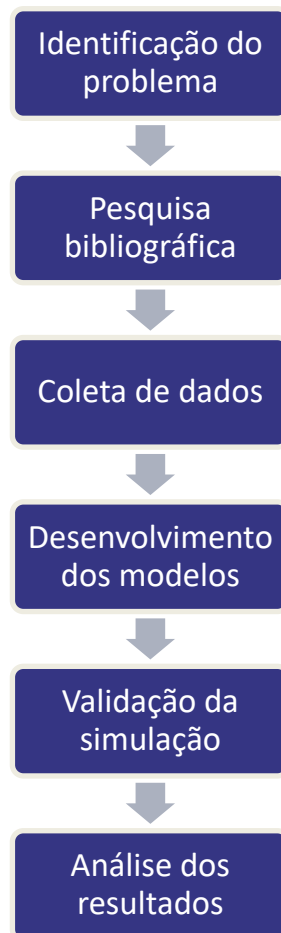 Identificação do
problema
Pesquisa
bibliográfica
Coleta de dados
Desenvolvimento
dos modelos
Validação da
simulação
Análise dos
resultados